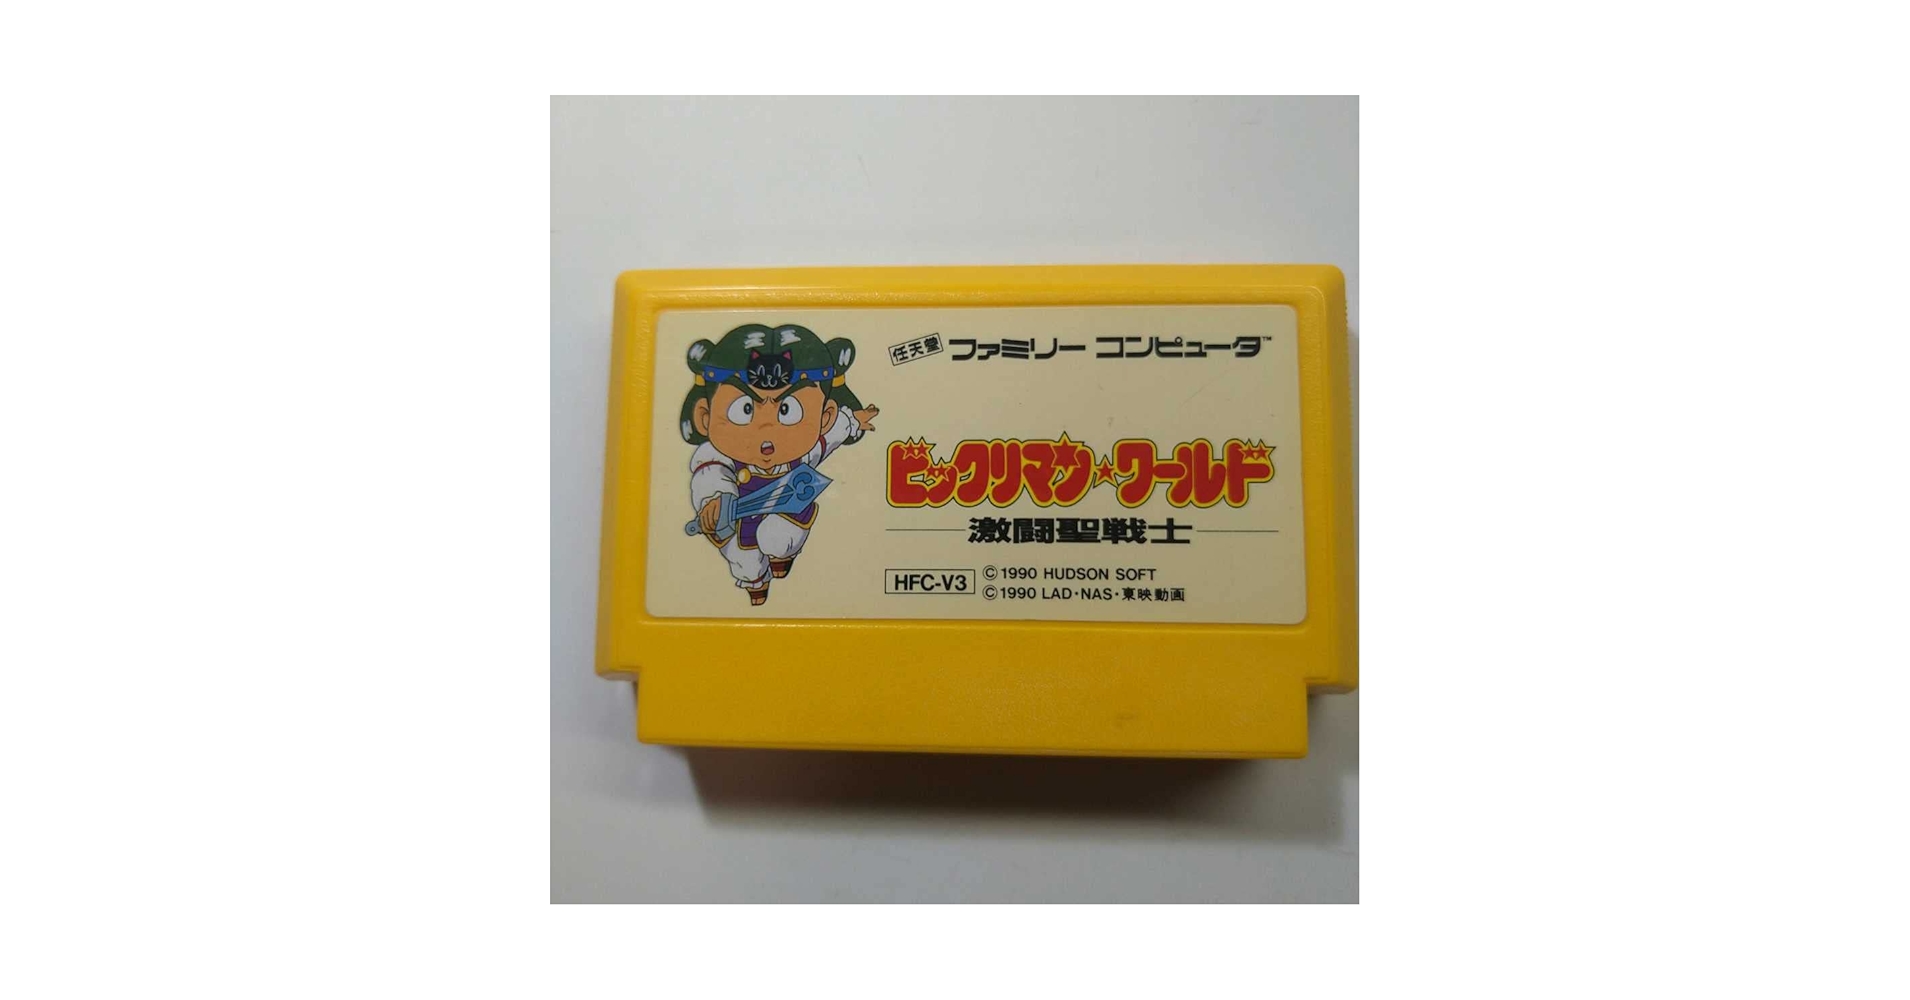 任天堂 ファミリー コンピュータ™
ビックリマン★ワールド
激闘聖戦士
HFC-V3
©1990 HUDSON SOFT
©1990 LAD・NAS・東映動画